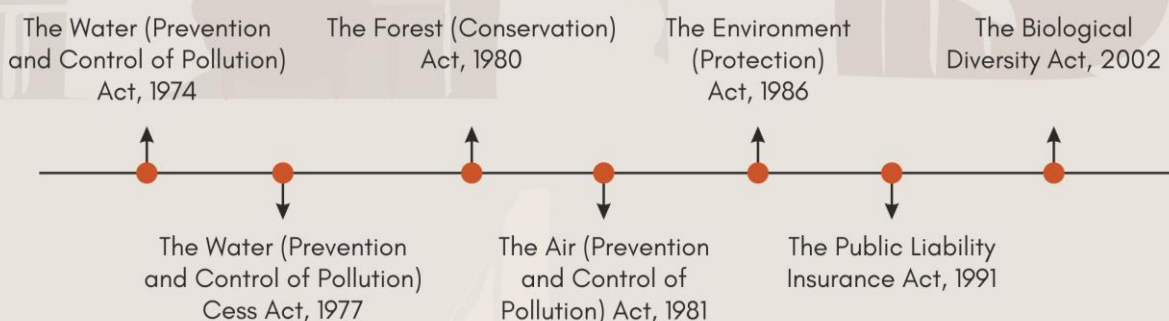 The Water (Prevention
and Control of Pollution)
Act, 1974
The Forest (Conservation)
Act, 1980
The Environment
(Protection)
Act, 1986
The Biological
Diversity Act, 2002
The Water (Prevention
and Control of Pollution)
Cess Act, 1977
The Air (Prevention
and Control of
Pollution) Act, 1981
The Public Liability
Insurance Act, 1991